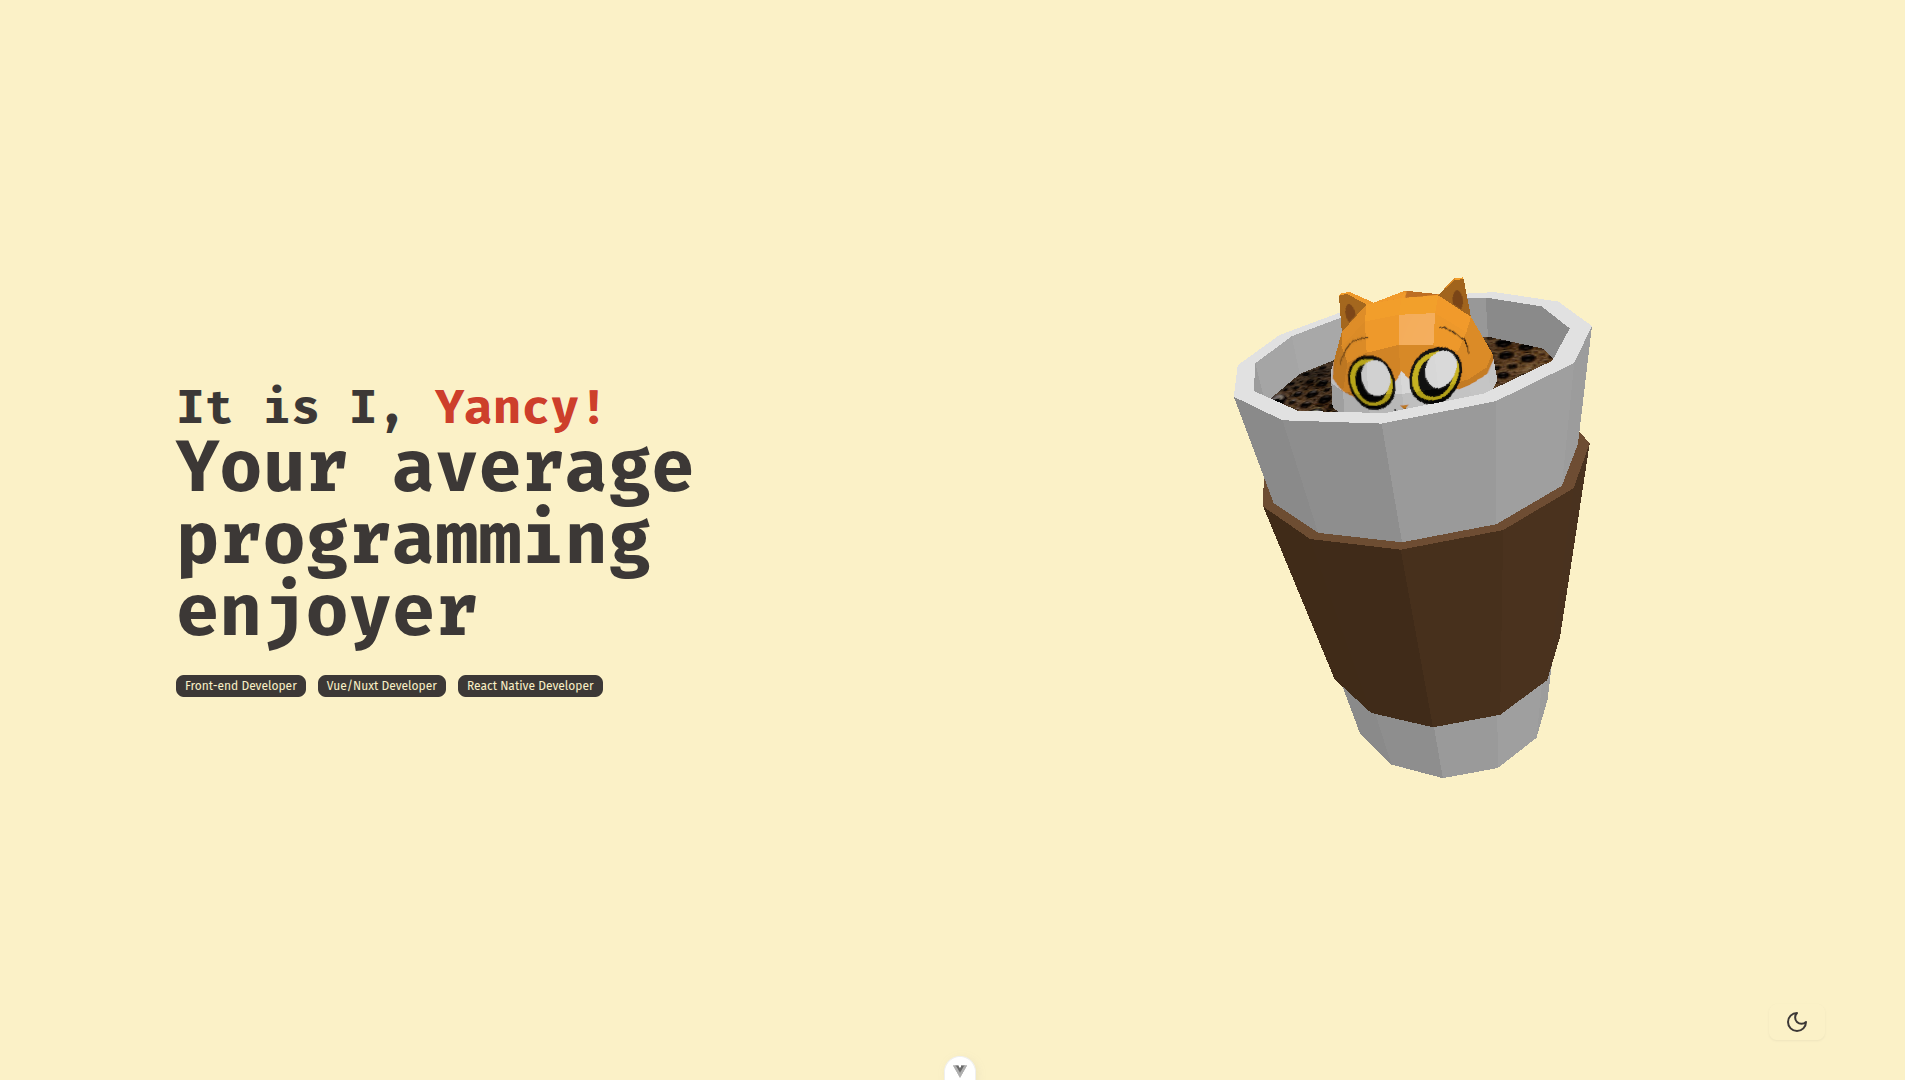 It is I, Yancy!
Your average
programming
enjoyer
Front-end Developer Vue/Nuxt Developer React Native Developer